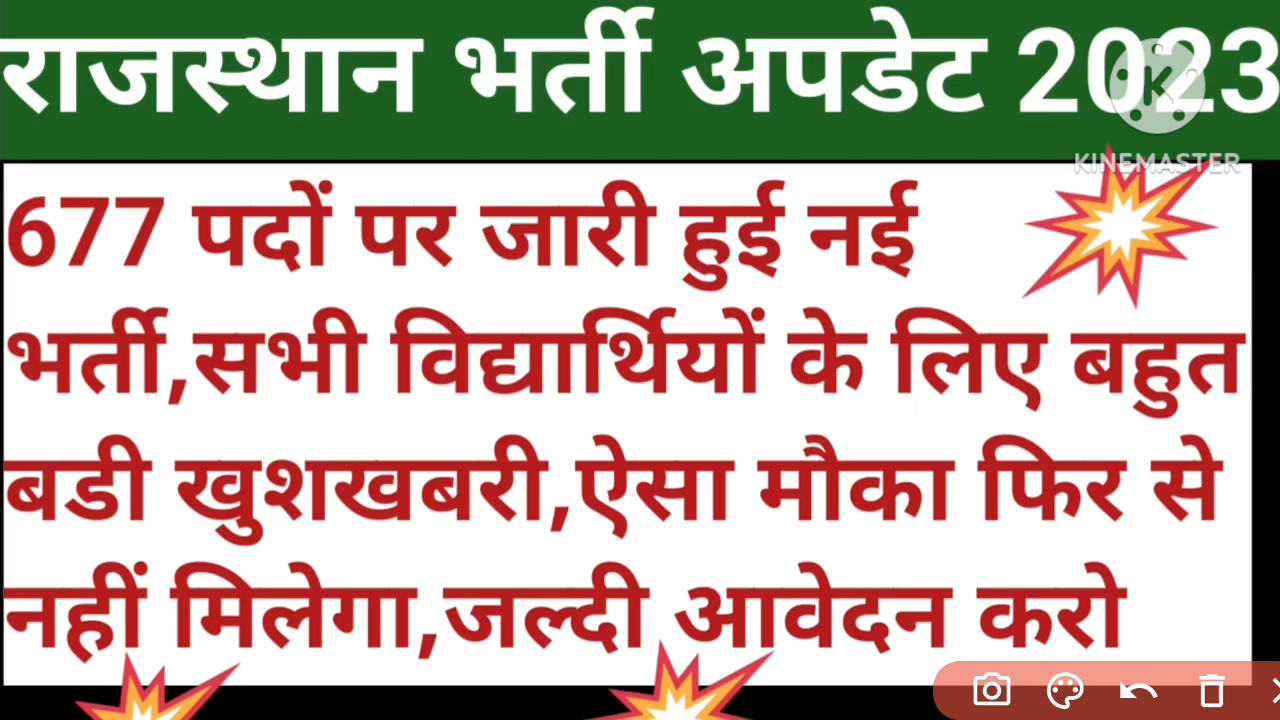 राजस्थान भर्ती अपडेट 2023
KINEMASTER
677 पदों पर जारी हुई नई
भर्ती,सभी विद्यार्थियों के लिए बहुत
बडी खुशखबरी,ऐसा मौका फिर से
नहीं मिलेगा,जल्दी आवेदन करो